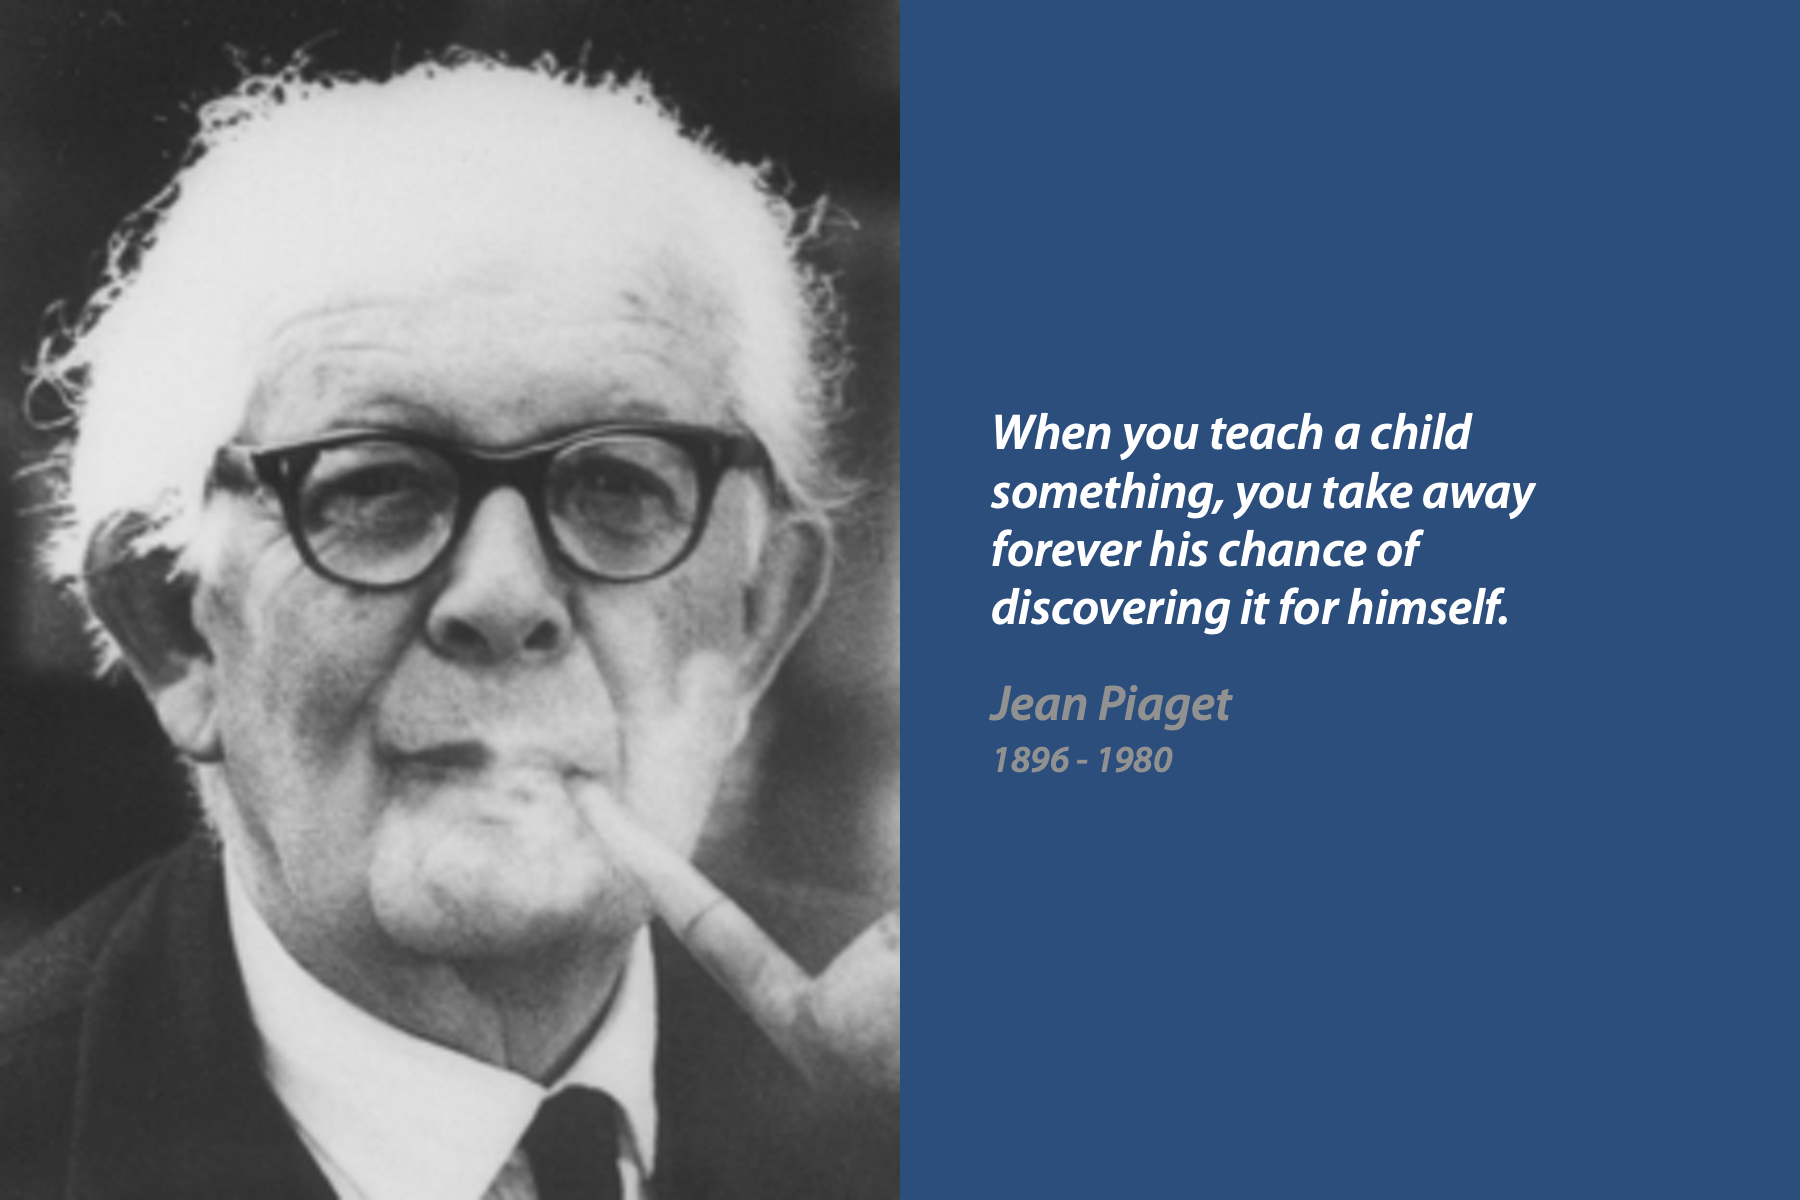 When you teach a child
something, you take away
forever his chance of
discovering it for himself.
Jean Piaget
1896 - 1980